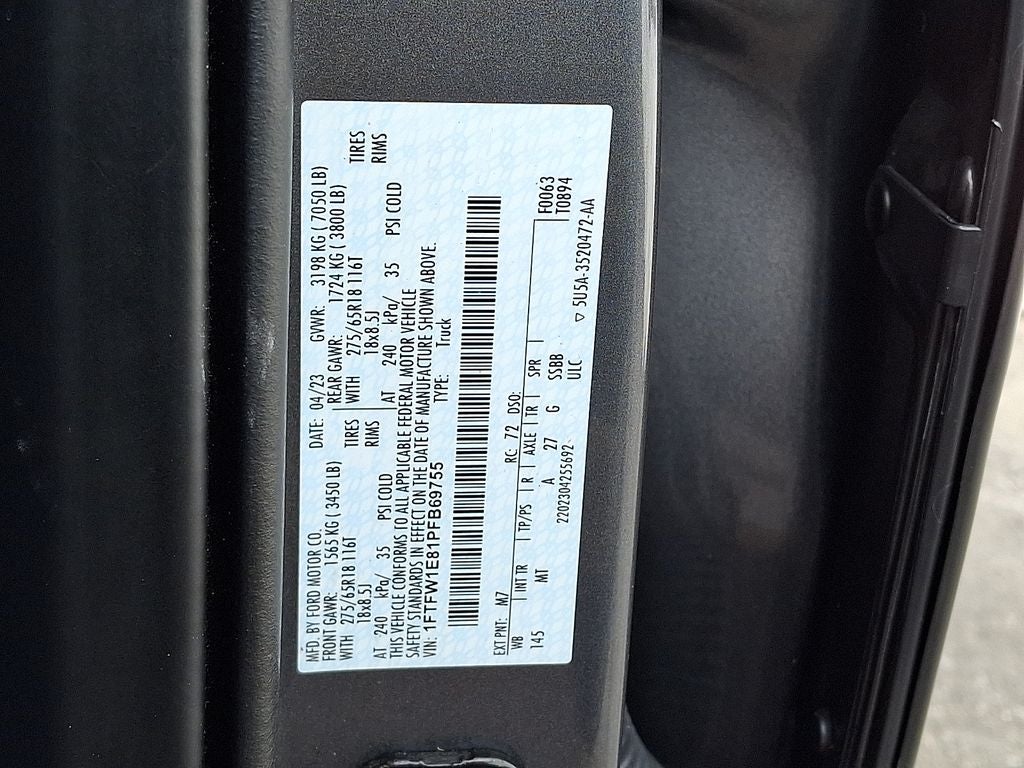 MFD. BY FORD MOTOR CO. DATE: 04/23 GVWR: 3198 KG ( 7050 LB)
FRONT GAWR: 1565 KG ( 3450 LB) REAR GAWR: 1724 KG ( 3800 LB)
WITH 275/65R18 116T TIRES WITH 275/65R18 116T TIRES
18x8.5J RIMS 18x8.5J RIMS
AT 240 kPa/ 35 PSI COLD AT 240 kPa/ 35 PSI COLD
THIS VEHICLE CONFORMS TO ALL APPLICABLE FEDERAL MOTOR VEHICLE
SAFETY STANDARDS IN EFFECT ON THE DATE OF MANUFACTURE SHOWN ABOVE.
VIN: 1FTFW1E81PFB69755 TYPE: Truck
EXT PNT: M7 RC: 72 DSO: F0063
WB | INT TR | TP/PS | R | AXLE | TR | SPR | T0894
145 MT A 27 G SSBB
2202304255692 ULC ▽ 5U5A-3520472-AA